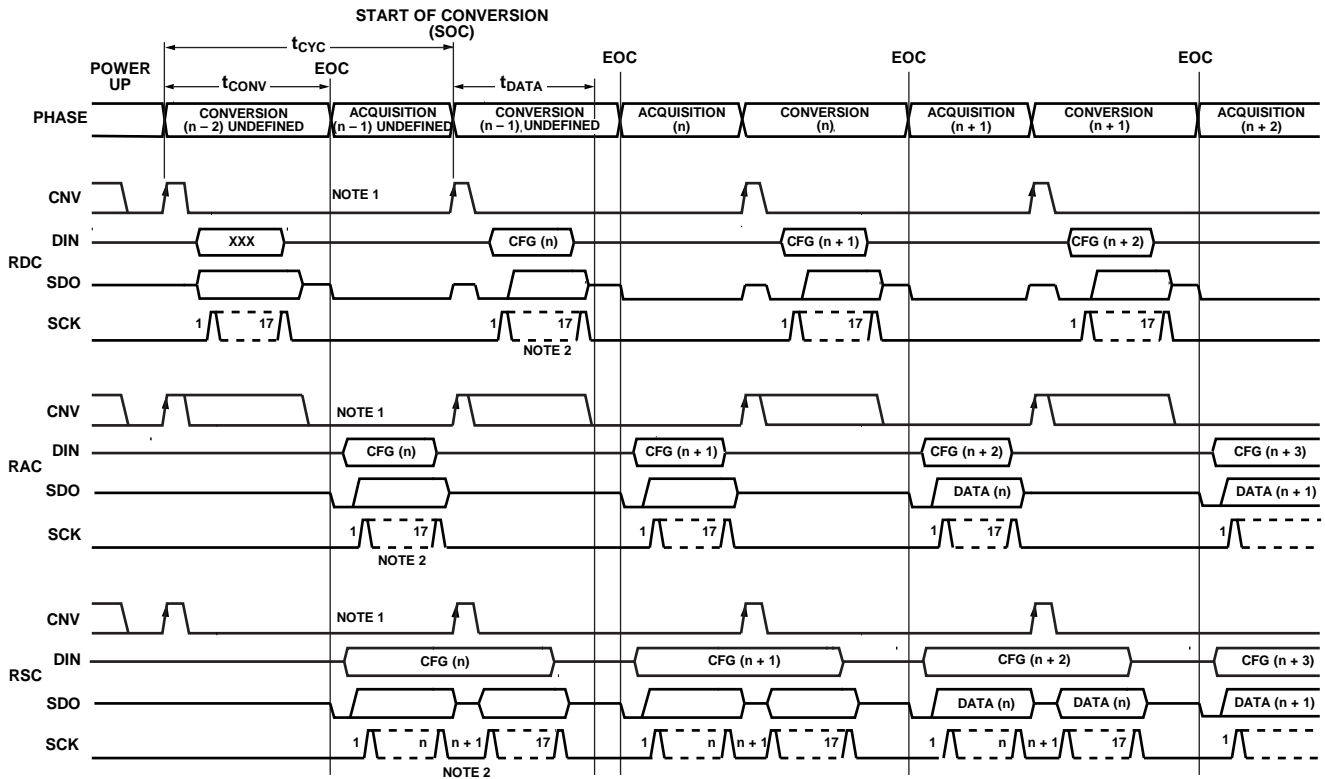 START OF CONVERSION
(SOC)
tCYC
POWER
UP
EOC
EOC
EOC
EOC
tCONV
tDATA
PHASE
CONVERSION
(n – 2) UNDEFINED
ACQUISITION
(n – 1) UNDEFINED
CONVERSION
(n – 1) UNDEFINED
ACQUISITION
(n)
CONVERSION
(n)
ACQUISITION
(n + 1)
CONVERSION
(n + 1)
ACQUISITION
(n + 2)
CNV
NOTE 1
RDC
DIN
XXX
CFG (n)
CFG (n + 1)
CFG (n + 2)
SDO
SCK
1
17
1
17
1
17
1
17
NOTE 2
CNV
NOTE 1
RAC
DIN
CFG (n)
CFG (n + 1)
CFG (n + 2)
CFG (n + 3)
SDO
DATA (n)
DATA (n + 1)
SCK
1
17
1
17
1
17
1
NOTE 2
CNV
NOTE 1
RSC
DIN
CFG (n)
CFG (n + 1)
CFG (n + 2)
CFG (n + 3)
SDO
DATA (n)
DATA (n)
DATA (n + 1)
SCK
1
n
n + 1
17
1
n
n + 1
17
1
n
n + 1
17
1
NOTE 2